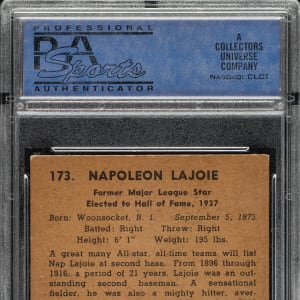 PROFESSIONAL
PSA
Sports
AUTHENTICATOR
A
COLLECTORS
UNIVERSE
COMPANY
NASDAQ: CLCT
173. NAPOLEON LAJOIE
Former Major League Star
Elected to Hall of Fame, 1937
Born: Woonsocket, R. I. September 5, 1875
Batted: Right Threw: Right
Height: 6' 1" Weight: 195 lbs.
A great many All-star, all-time teams will list
Nap Lajoie at second base. From 1896 through
1916, a period of 21 years, Lajoie was an out-
standing second baseman. A sensational
fielder, he was also a mighty hitter, aver-